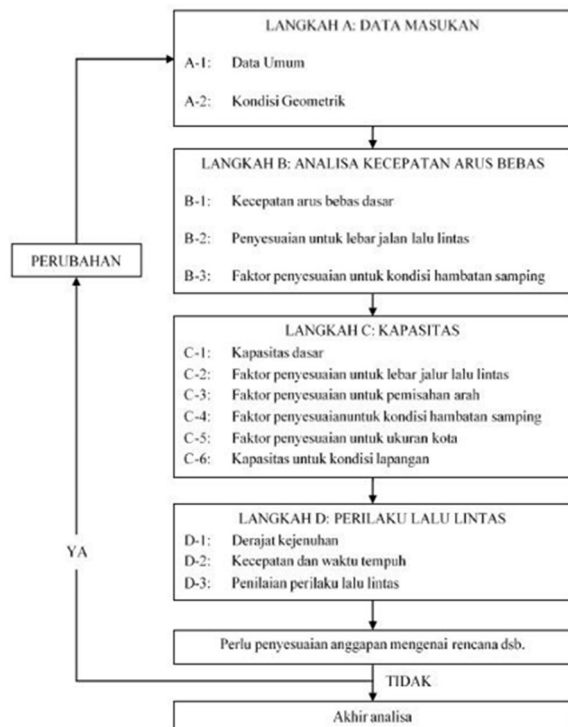 LANGKAH A: DATA MASUKAN
A-1: Data Umum
A-2: Kondisi Geometrik
LANGKAH B: ANALISA KECEPATAN ARUS BEBAS
B-1: Kecepatan arus bebas dasar
B-2: Penyesuaian untuk lebar jalan lalu lintas
B-3: Faktor penyesuaian untuk kondisi hambatan samping
PERUBAHAN
LANGKAH C: KAPASITAS
C-1: Kapasitas dasar
C-2: Faktor penyesuaian untuk lebar jalur lalu lintas
C-3: Faktor penyesuaian untuk pemisahan arah
C-4: Faktor penyesuaianuntuk kondisi hambatan samping
C-5: Faktor penyesuaian untuk ukuran kota
C-6: Kapasitas untuk kondisi lapangan
LANGKAH D: PERILAKU LALU LINTAS
D-1: Derajat kejenuhan
D-2: Kecepatan dan waktu tempuh
D-3: Penilaian perilaku lalu lintas
YA
Perlu penyesuaian anggapan mengenai rencana dsb.
TIDAK
Akhir analisa